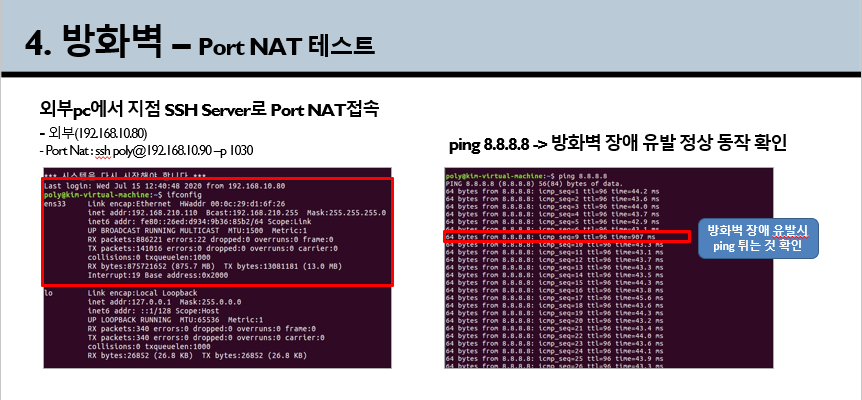 4. 방화벽 – Port NAT 테스트
외부pc에서 지점 SSH Server로 Port NAT접속
- 외부(192.168.10.80)
- Port Nat : ssh poly@192.168.10.90 –p 1030
*** 시스템을 다시 시작해야 합니다 ***
Last login: Wed Jul 15 12:40:48 2020 from 192.168.10.80
poly@kim-virtual-machine:~$ ifconfig
ens33 Link encap:Ethernet HWaddr 00:0c:29:d1:6f:26
inet addr:192.168.210.110 Bcast:192.168.210.255 Mask:255.255.255.0
inet6 addr: fe80::26ed:d934:9b36:85b2/64 Scope:Link
UP BROADCAST RUNNING MULTICAST MTU:1500 Metric:1
RX packets:886221 errors:22 dropped:0 overruns:0 frame:0
TX packets:141016 errors:0 dropped:0 overruns:0 carrier:0
collisions:0 txqueuelen:1000
RX bytes:875721652 (875.7 MB) TX bytes:13081181 (13.0 MB)
Interrupt:19 Base address:0x2000
lo Link encap:Local Loopback
inet addr:127.0.0.1 Mask:255.0.0.0
inet6 addr: ::1/128 Scope:Host
UP LOOPBACK RUNNING MTU:65536 Metric:1
RX packets:340 errors:0 dropped:0 overruns:0 frame:0
TX packets:340 errors:0 dropped:0 overruns:0 carrier:0
collisions:0 txqueuelen:1000
RX bytes:26852 (26.8 KB) TX bytes:26852 (26.8 KB)
ping 8.8.8.8 -> 방화벽 장애 유발 정상 동작 확인
poly@kim-virtual-machine:~$ ping 8.8.8.8
PING 8.8.8.8 (8.8.8.8) 56(84) bytes of data.
64 bytes from 8.8.8.8: icmp_seq=1 ttl=96 time=44.2 ms
64 bytes from 8.8.8.8: icmp_seq=2 ttl=96 time=43.6 ms
64 bytes from 8.8.8.8: icmp_seq=3 ttl=96 time=44.0 ms
64 bytes from 8.8.8.8: icmp_seq=4 ttl=96 time=43.7 ms
64 bytes from 8.8.8.8: icmp_seq=5 ttl=96 time=42.9 ms
64 bytes from 8.8.8.8: icmp_seq=6 ttl=96 time=43.1 ms
64 bytes from 8.8.8.8: icmp_seq=9 ttl=96 time=907 ms
64 bytes from 8.8.8.8: icmp_seq=10 ttl=96 time=43.3 ms
64 bytes from 8.8.8.8: icmp_seq=11 ttl=96 time=43.1 ms
64 bytes from 8.8.8.8: icmp_seq=12 ttl=96 time=43.7 ms
64 bytes from 8.8.8.8: icmp_seq=13 ttl=96 time=43.3 ms
64 bytes from 8.8.8.8: icmp_seq=14 ttl=96 time=43.5 ms
64 bytes from 8.8.8.8: icmp_seq=15 ttl=96 time=44.3 ms
64 bytes from 8.8.8.8: icmp_seq=16 ttl=96 time=43.8 ms
64 bytes from 8.8.8.8: icmp_seq=17 ttl=96 time=45.6 ms
64 bytes from 8.8.8.8: icmp_seq=18 ttl=96 time=43.6 ms
64 bytes from 8.8.8.8: icmp_seq=19 ttl=96 time=44.3 ms
64 bytes from 8.8.8.8: icmp_seq=20 ttl=96 time=43.2 ms
64 bytes from 8.8.8.8: icmp_seq=21 ttl=96 time=43.4 ms
64 bytes from 8.8.8.8: icmp_seq=22 ttl=96 time=44.0 ms
64 bytes from 8.8.8.8: icmp_seq=23 ttl=96 time=43.6 ms
64 bytes from 8.8.8.8: icmp_seq=24 ttl=96 time=44.1 ms
64 bytes from 8.8.8.8: icmp_seq=25 ttl=96 time=43.9 ms
64 bytes from 8.8.8.8: icmp_seq=26 ttl=96 time=43.3 ms
방화벽 장애 유발시
ping 튀는 것 확인